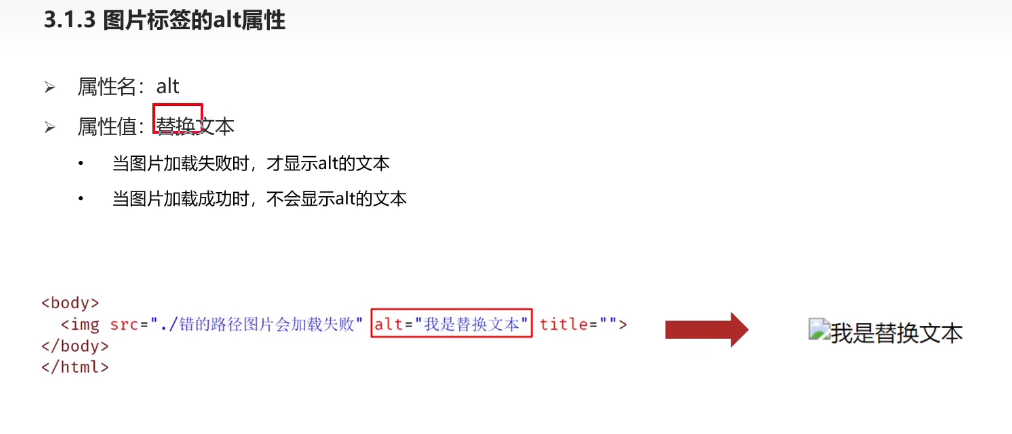 3.1.3 图片标签的alt属性
➢ 属性名：alt
➢ 属性值：替换文本
• 当图片加载失败时，才显示alt的文本
• 当图片加载成功时，不会显示alt的文本
<body>
<img src="./错的路径图片会加载失败" alt="我是替换文本" title="">
</body>
</html>
我是替换文本